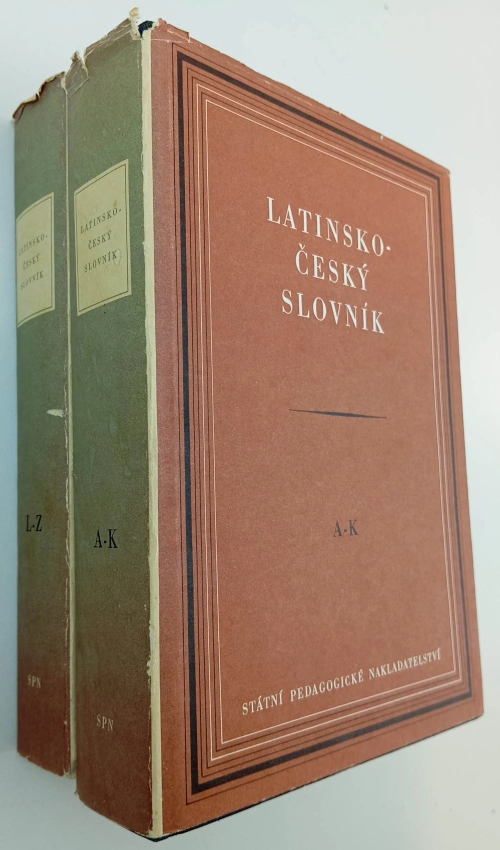 LATINSKO-
ČESKÝ
SLOVNÍK
L-Z
SPN
LATINSKO-
ČESKÝ
SLOVNÍK
A-K
SPN
LATINSKO-
ČESKÝ
SLOVNÍK
A-K
STÁTNÍ PEDAGOGICKÉ NAKLADATELSTVÍ